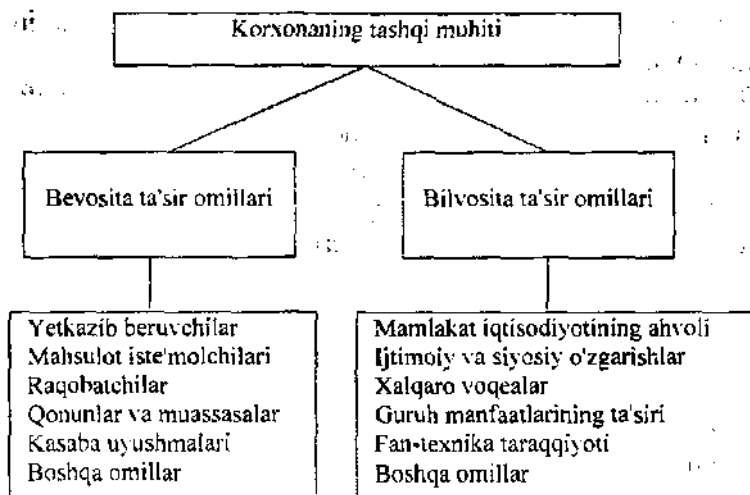 Korxonaning tashqi muhiti
Bevosita ta'sir omillari
Bilvosita ta'sir omillari
Yetkazib beruvchilar
Mahsulot iste'molchilari
Raqobatchilar
Qonunlar va muassasalar
Kasaba uyushmalari
Boshqa omillar
Mamlakat iqtisodiyotining ahvoli
Ijtimoiy va siyosiy o'zgarishlar
Xalqaro voqealar
Guruh manfaatlarining ta'siri
Fan-texnika taraqqiyoti
Boshqa omillar